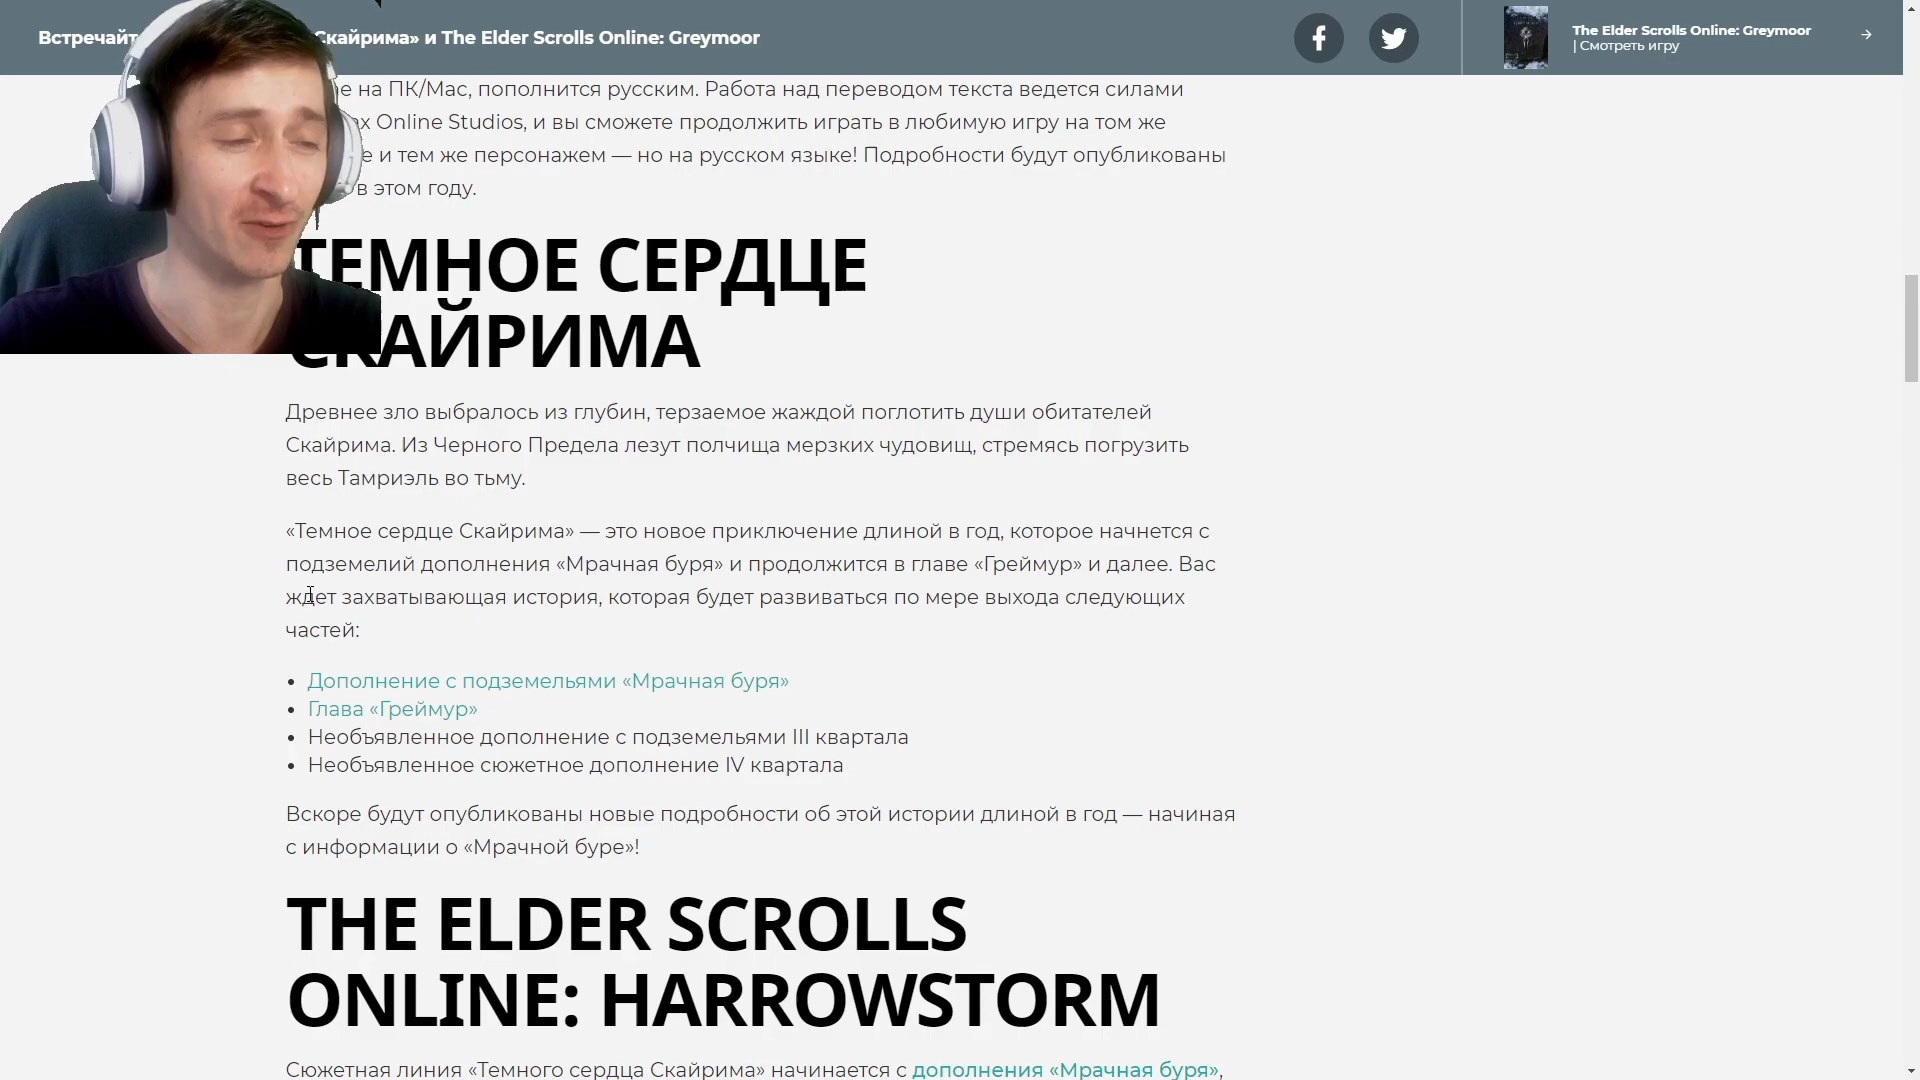 Встречайт
Скайрима» и The Elder Scrolls Online: Greymoor
The Elder Scrolls Online: Greymoor
| Смотреть игру
е на ПК/Mac, пополнится русским. Работа над переводом текста ведется силами
ax Online Studios, и вы сможете продолжить играть в любимую игру на том же
е и тем же персонажем — но на русском языке! Подробности будут опубликованы
в этом году.
ТЕМНОЕ СЕРДЦЕ
СКАЙРИМА
Древнее зло выбралось из глубин, терзаемое жаждой поглотить души обитателей
Скайрима. Из Черного Предела лезут полчища мерзких чудовищ, стремясь погрузить
весь Тамриэль во тьму.
«Темное сердце Скайрима» — это новое приключение длиной в год, которое начнется с
подземелий дополнения «Мрачная буря» и продолжится в главе «Греймур» и далее. Вас
ждет захватывающая история, которая будет развиваться по мере выхода следующих
частей:
• Дополнение с подземельями «Мрачная буря»
• Глава «Греймур»
• Необъявленное дополнение с подземельями III квартала
• Необъявленное сюжетное дополнение IV квартала
Вскоре будут опубликованы новые подробности об этой истории длиной в год — начиная
с информации о «Мрачной буре»!
THE ELDER SCROLLS
ONLINE: HARROWSTORM
Сюжетная линия «Темного сердца Скайрима» начинается с дополнения «Мрачная буря»,